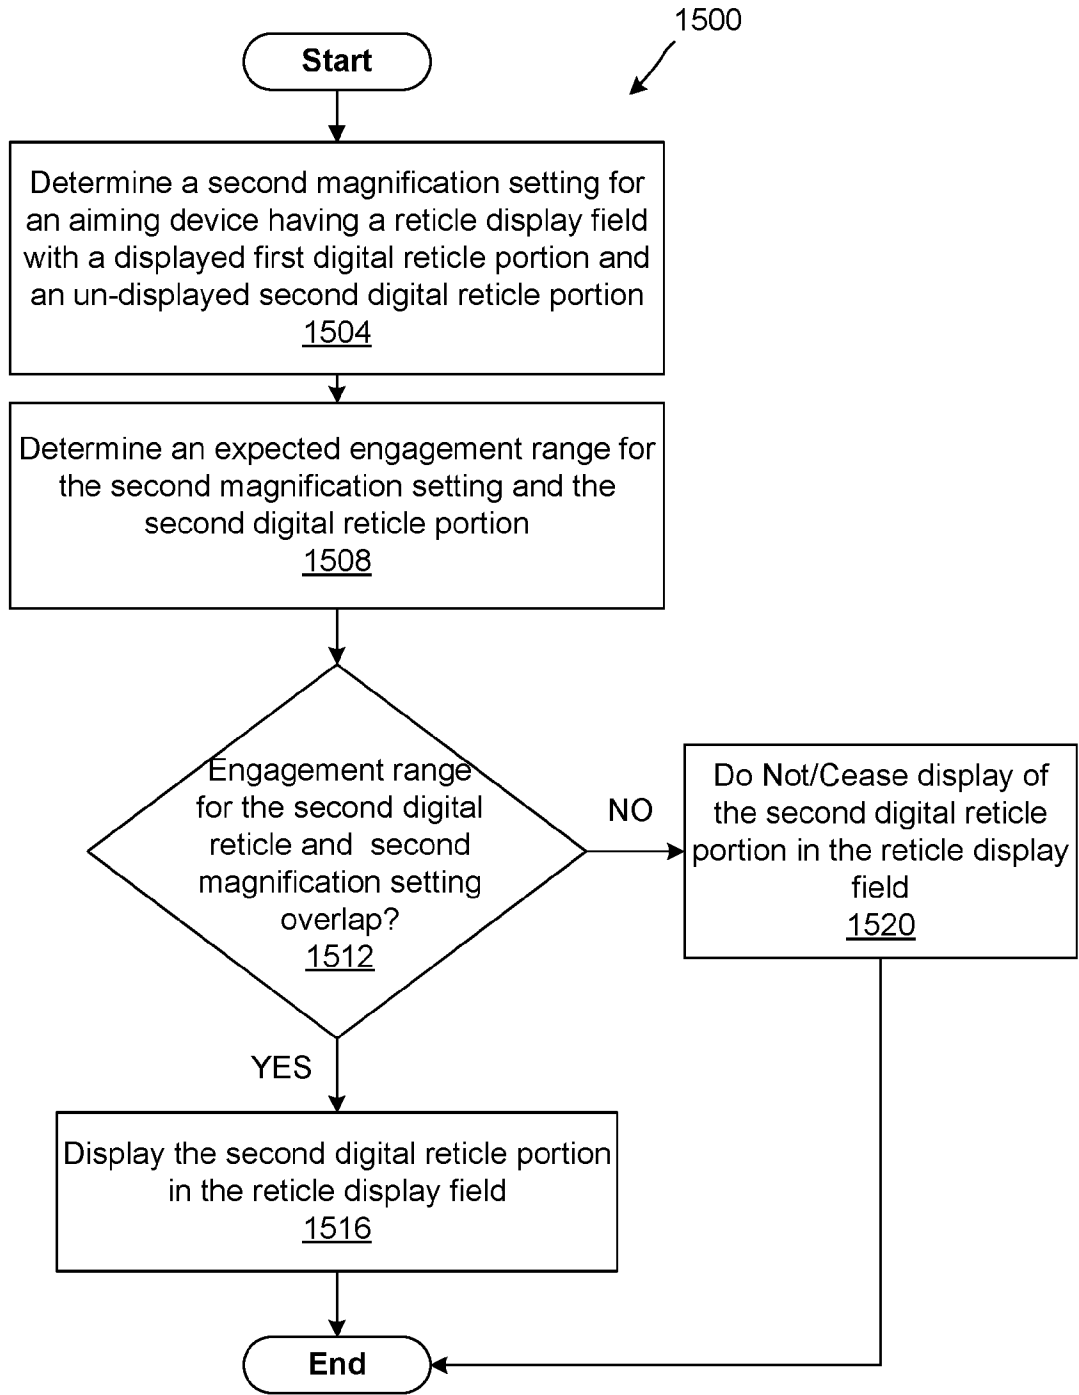 1500
Start
Determine a second magnification setting for
an aiming device having a reticle display field
with a displayed first digital reticle portion and
an un-displayed second digital reticle portion
1504
Determine an expected engagement range for
the second magnification setting and the
second digital reticle portion
1508
Engagement range
for the second digital
reticle and second
magnification setting
overlap?
1512
NO
Do Not/Cease display of
the second digital reticle
portion in the reticle display
field
1520
YES
Display the second digital reticle portion
in the reticle display field
1516
End